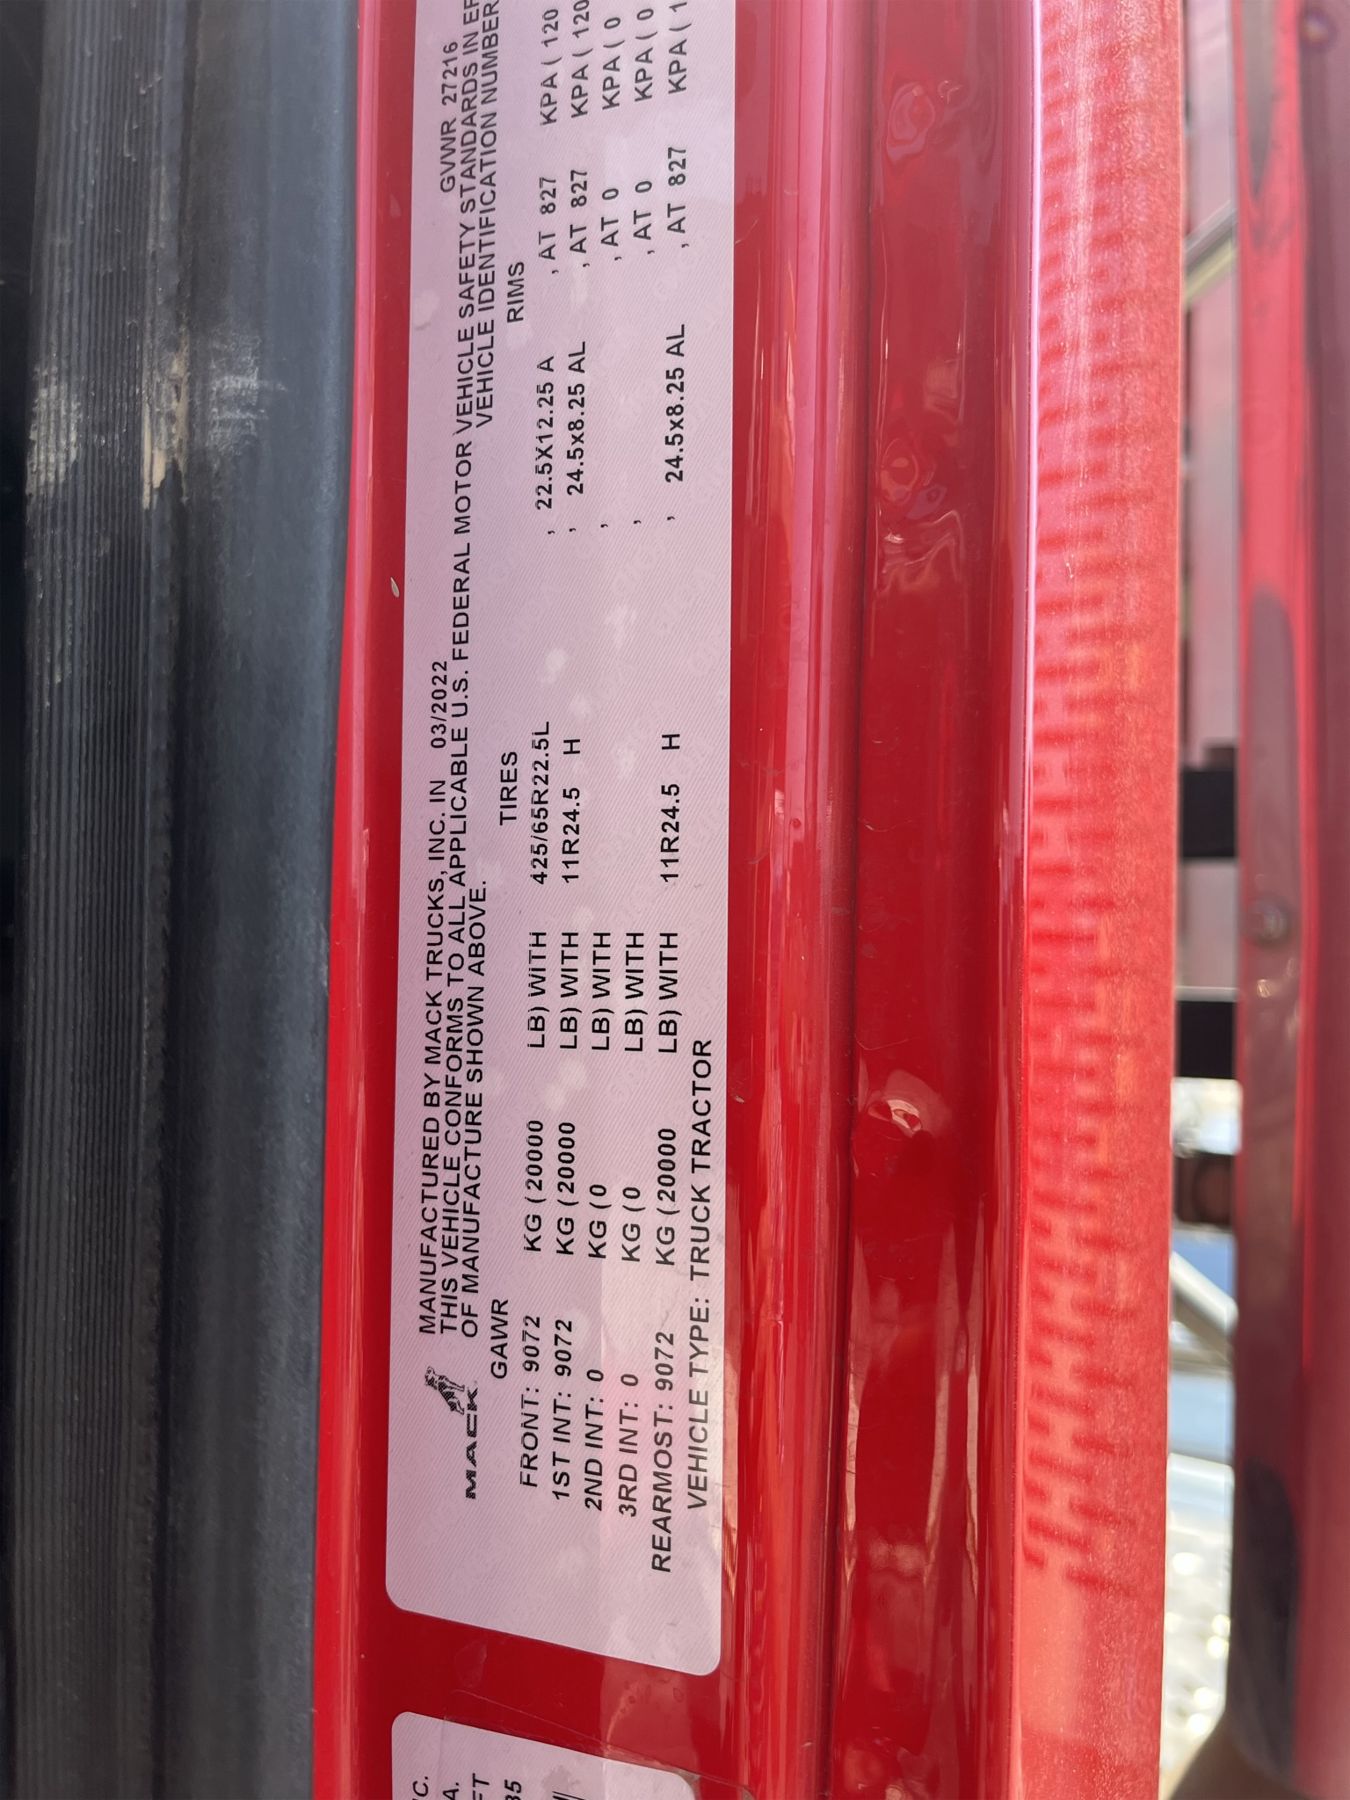 MACK
MANUFACTURED BY MACK TRUCKS, INC. IN 03/2022 GVWR 27216
THIS VEHICLE CONFORMS TO ALL APPLICABLE U.S. FEDERAL MOTOR VEHICLE SAFETY STANDARDS IN
OF MANUFACTURE SHOWN ABOVE. VEHICLE IDENTIFICATION NUMBER
GAWR TIRES RIMS
FRONT: 9072 KG (20000 LB) WITH 425/65R22.5L , 22.5X12.25 A , AT 827 KPA ( 120
1ST INT: 9072 KG (20000 LB) WITH 11R24.5 H , 24.5x8.25 AL , AT 827 KPA ( 120
2ND INT: 0 KG (0 LB) WITH , , AT 0 KPA ( 0
3RD INT: 0 KG (0 LB) WITH , , AT 0 KPA ( 0
REARMOST: 9072 KG (20000 LB) WITH 11R24.5 H , 24.5x8.25 AL , AT 827 KPA ( 1
VEHICLE TYPE: TRUCK TRACTOR